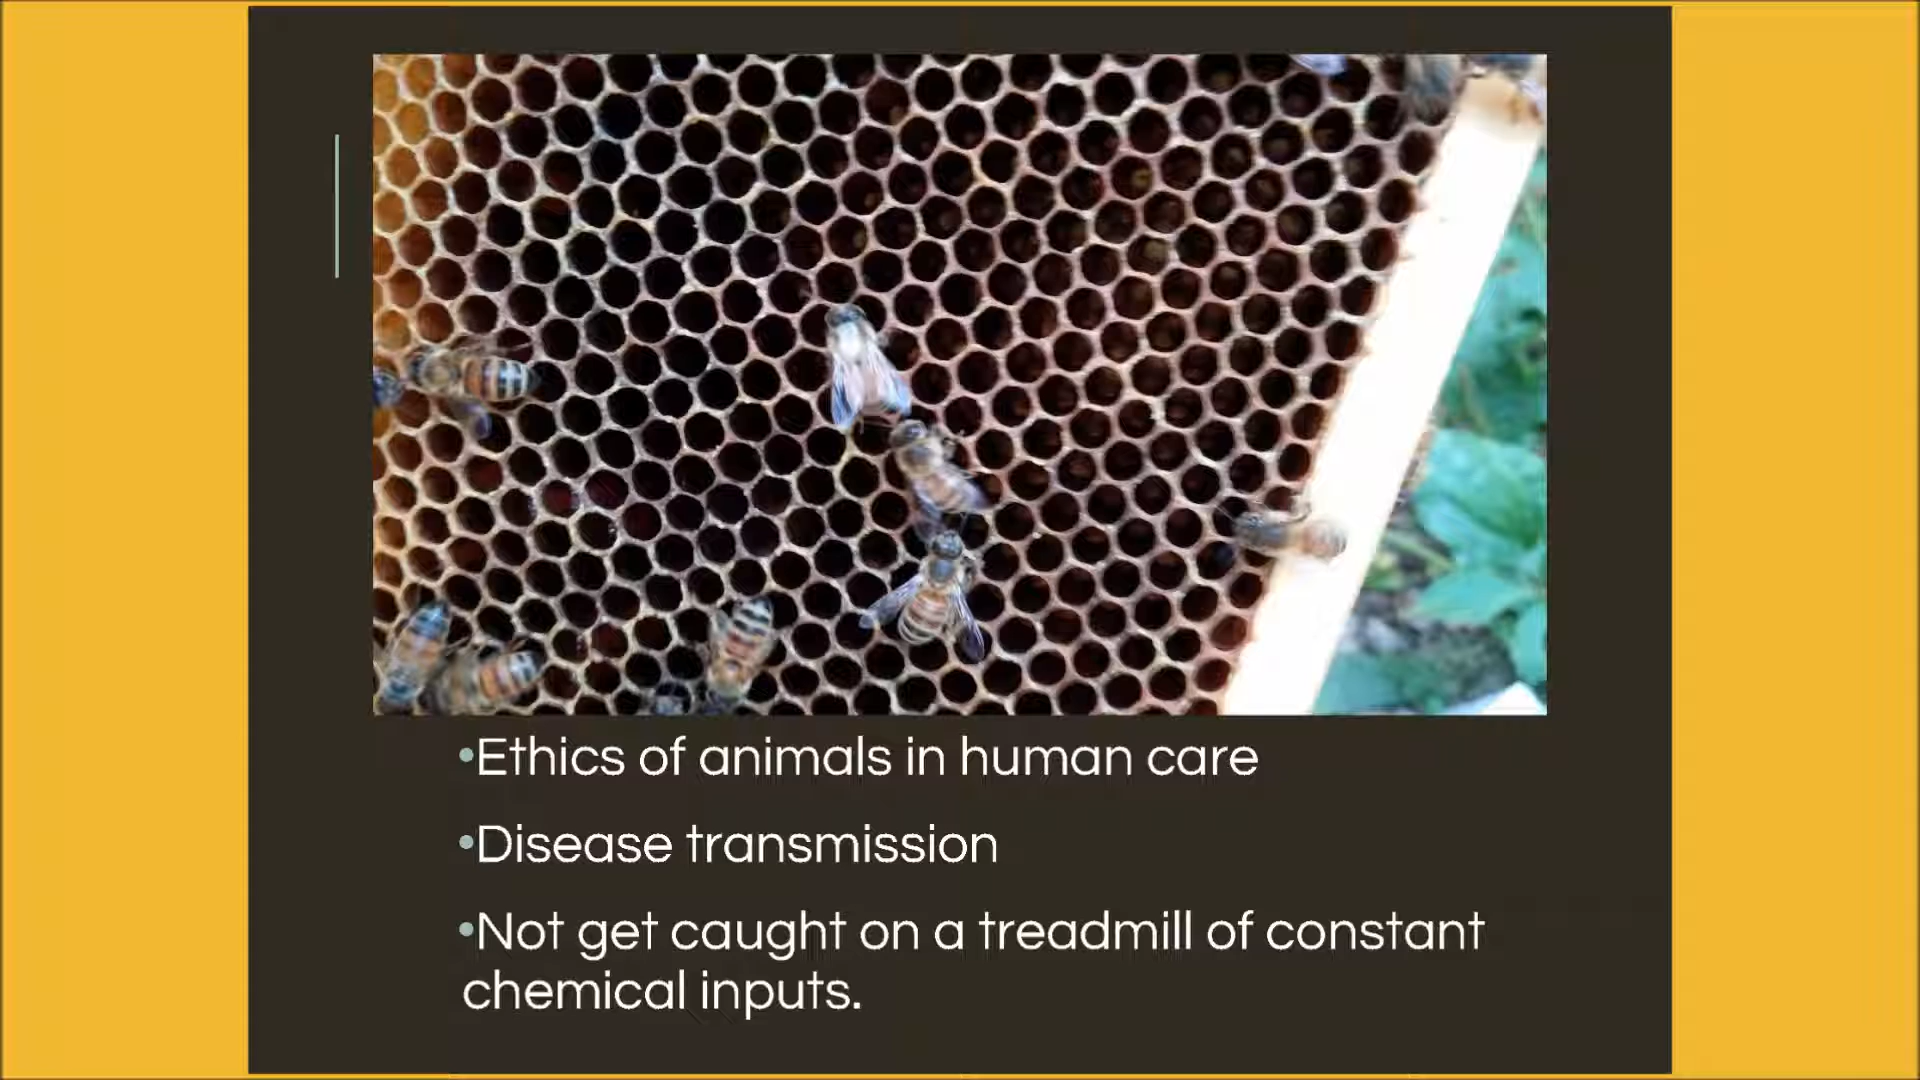 •Ethics of animals in human care
•Disease transmission
•Not get caught on a treadmill of constant
chemical inputs.